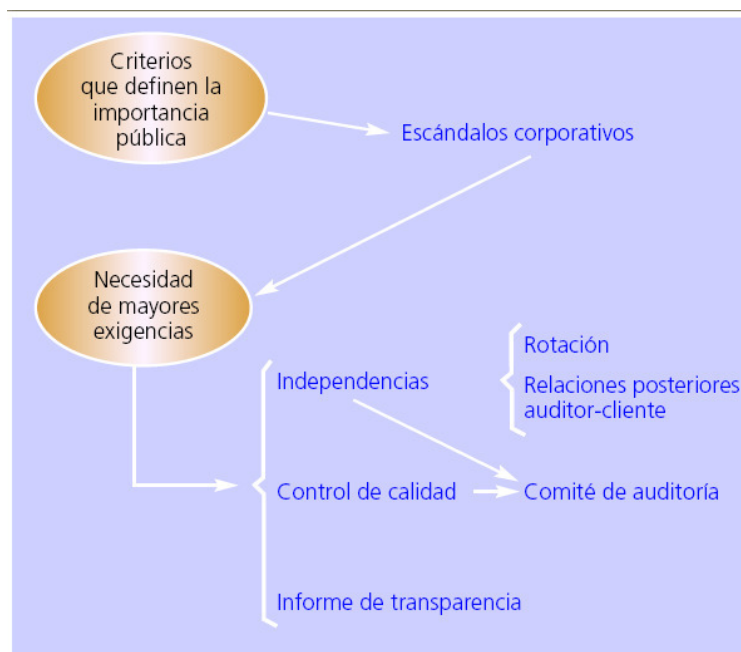 Criterios
que definen la
importancia
pública
Escándalos corporativos
Necesidad
de mayores
exigencias
Independencias
Rotación
Relaciones posteriores
auditor-cliente
Control de calidad
Comité de auditoría
Informe de transparencia